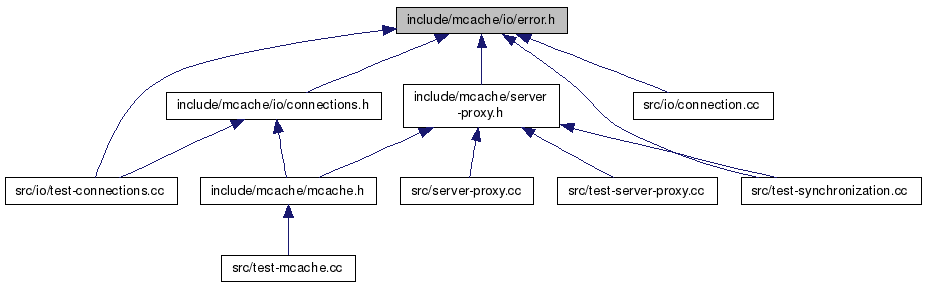 include/mcache/io/error.h
include/mcache/io/connections.h
include/mcache/server
-proxy.h
src/io/connection.cc
src/io/test-connections.cc
include/mcache/mcache.h
src/server-proxy.cc
src/test-server-proxy.cc
src/test-synchronization.cc
src/test-mcache.cc